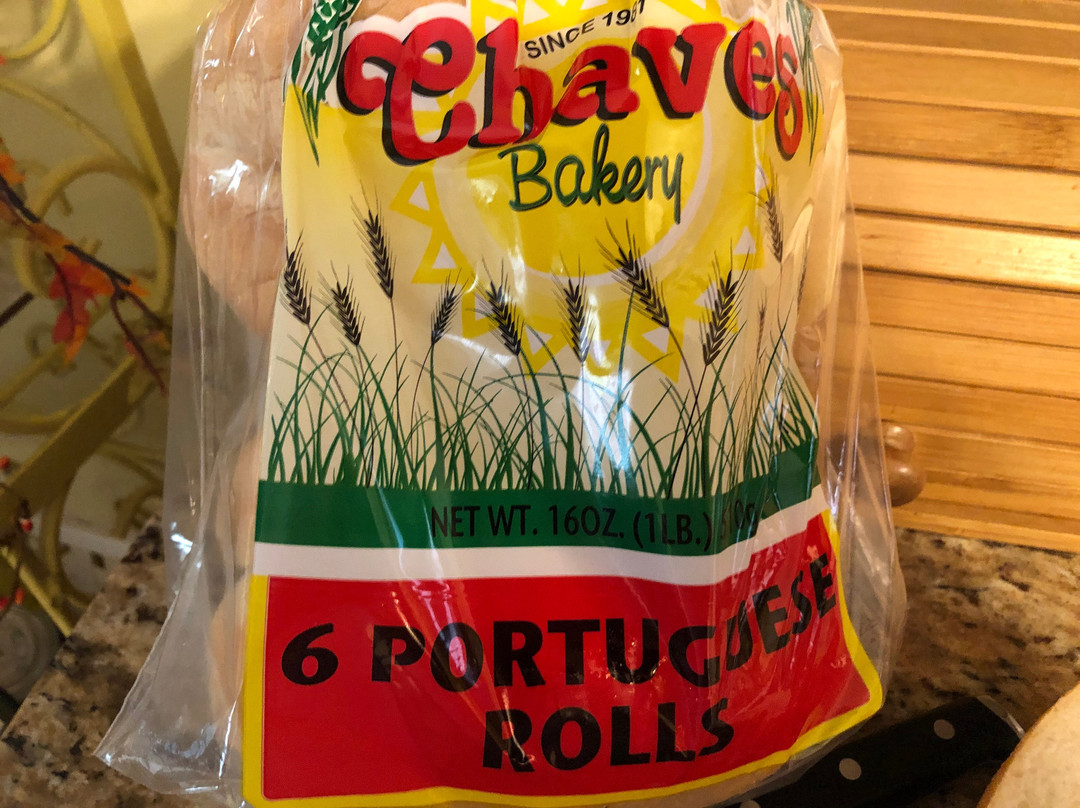 SINCE 19
Chaves
Bakery
NET WT. 16OZ. (1LB.)
6 PORTUGUESE
ROLLS